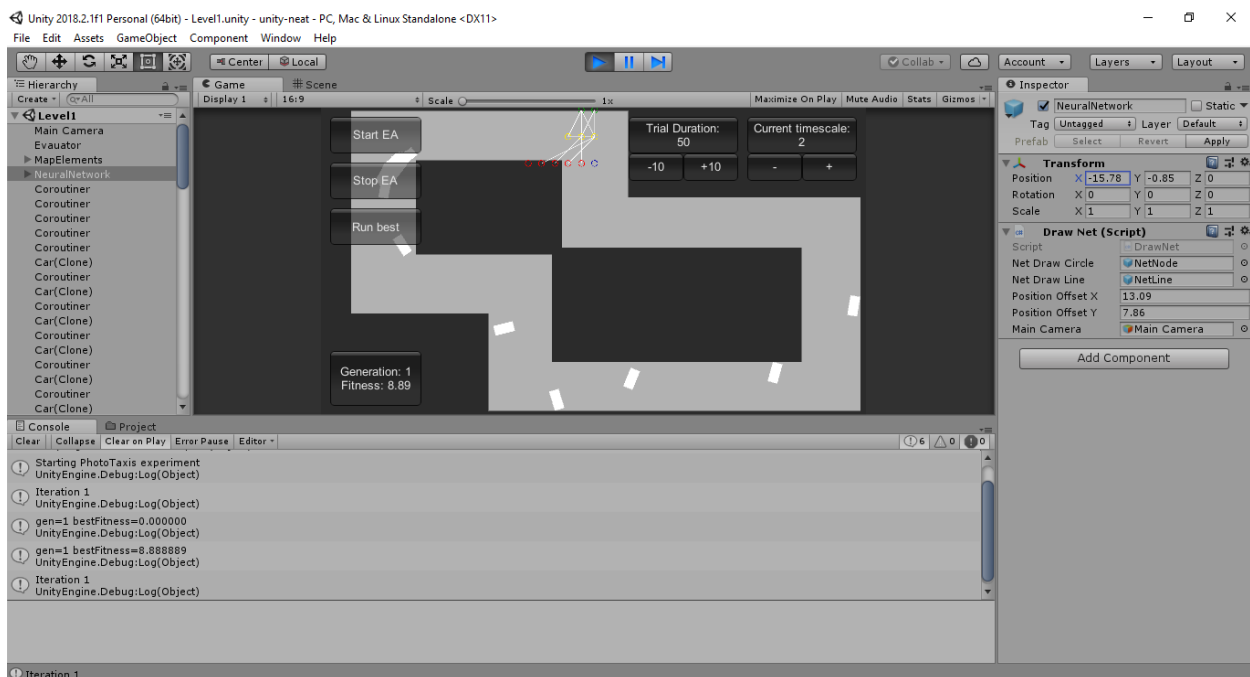 Unity 2018.2.1f1 Personal (64bit) - Level1.unity - unity-neat - PC, Mac & Linux Standalone <DX11>
File Edit Assets GameObject Component Window Help
Center Local Collab Account Layers Layout
Hierarchy
Create All
Level1
Main Camera
Evauator
MapElements
NeuralNetwork
Coroutiner
Coroutiner
Coroutiner
Coroutiner
Coroutiner
Car(Clone)
Coroutiner
Car(Clone)
Coroutiner
Car(Clone)
Coroutiner
Car(Clone)
Coroutiner
Car(Clone)
Coroutiner
Car(Clone)
Game Scene
Display 1 16:9 Scale 1x Maximize On Play Mute Audio Stats Gizmos
Start EA
Stop EA
Run best
Trial Duration:
50
-10 +10
Current timescale:
2
- +
Generation: 1
Fitness: 8.89
Inspector
NeuralNetwork Static
Tag Untagged Layer Default
Prefab Select Revert Apply
Transform
Position X -15.78 Y -0.85 Z 0
Rotation X 0 Y 0 Z 0
Scale X 1 Y 1 Z 1
Draw Net (Script)
Script DrawNet
Net Draw Circle NetNode
Net Draw Line NetLine
Position Offset X 13.09
Position Offset Y 7.86
Main Camera Main Camera
Add Component
Console Project
Clear Collapse Clear on Play Error Pause Editor 6 0 0
Starting PhotoTaxis experiment
UnityEngine.Debug:Log(Object)
Iteration 1
UnityEngine.Debug:Log(Object)
gen=1 bestFitness=0.000000
UnityEngine.Debug:Log(Object)
gen=1 bestFitness=8.888889
UnityEngine.Debug:Log(Object)
Iteration 1
UnityEngine.Debug:Log(Object)
Iteration 1